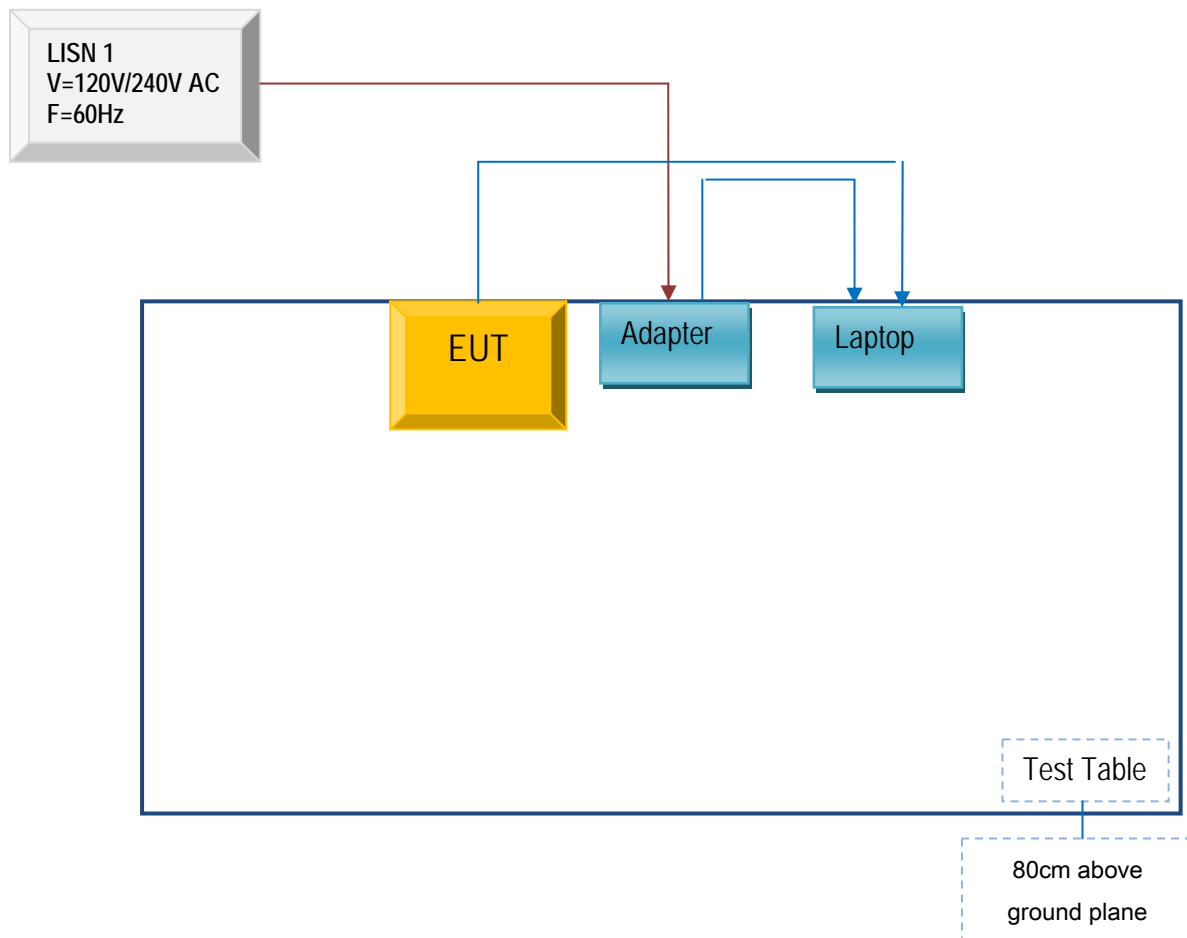 LISN 1
V=120V/240V AC
F=60Hz
EUT
Adapter
Laptop
Test Table
80cm above
ground plane